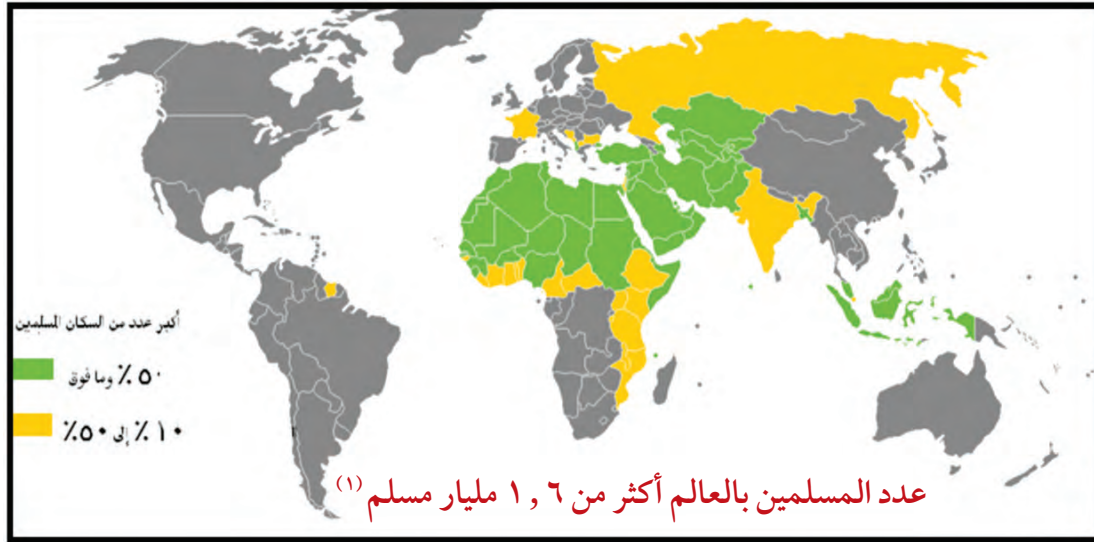 أكبر عدد من السكان المسلمين
٥٠ ٪ وما فوق
١٠ ٪ إلى ٥٠٪
عدد المسلمين بالعالم أكثر من ٦ , ١ مليار مسلم (١)